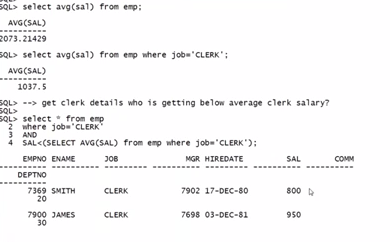 SQL> select avg(sal) from emp;
AVG(SAL)
----------
2073.21429
SQL> select avg(sal) from emp where job='CLERK';
AVG(SAL)
----------
1037.5
SQL> --> get clerk details who is getting below average clerk salary?
SQL>
SQL> select * from emp
2 where job='CLERK'
3 AND
4 SAL<(SELECT AVG(SAL) from emp where job='CLERK');
EMPNO ENAME JOB MGR HIREDATE SAL COMM
---------- ---------- --------- ---------- --------- ---------- ----------
DEPTNO
----------
7369 SMITH CLERK 7902 17-DEC-80 800
20
7900 JAMES CLERK 7698 03-DEC-81 950
30